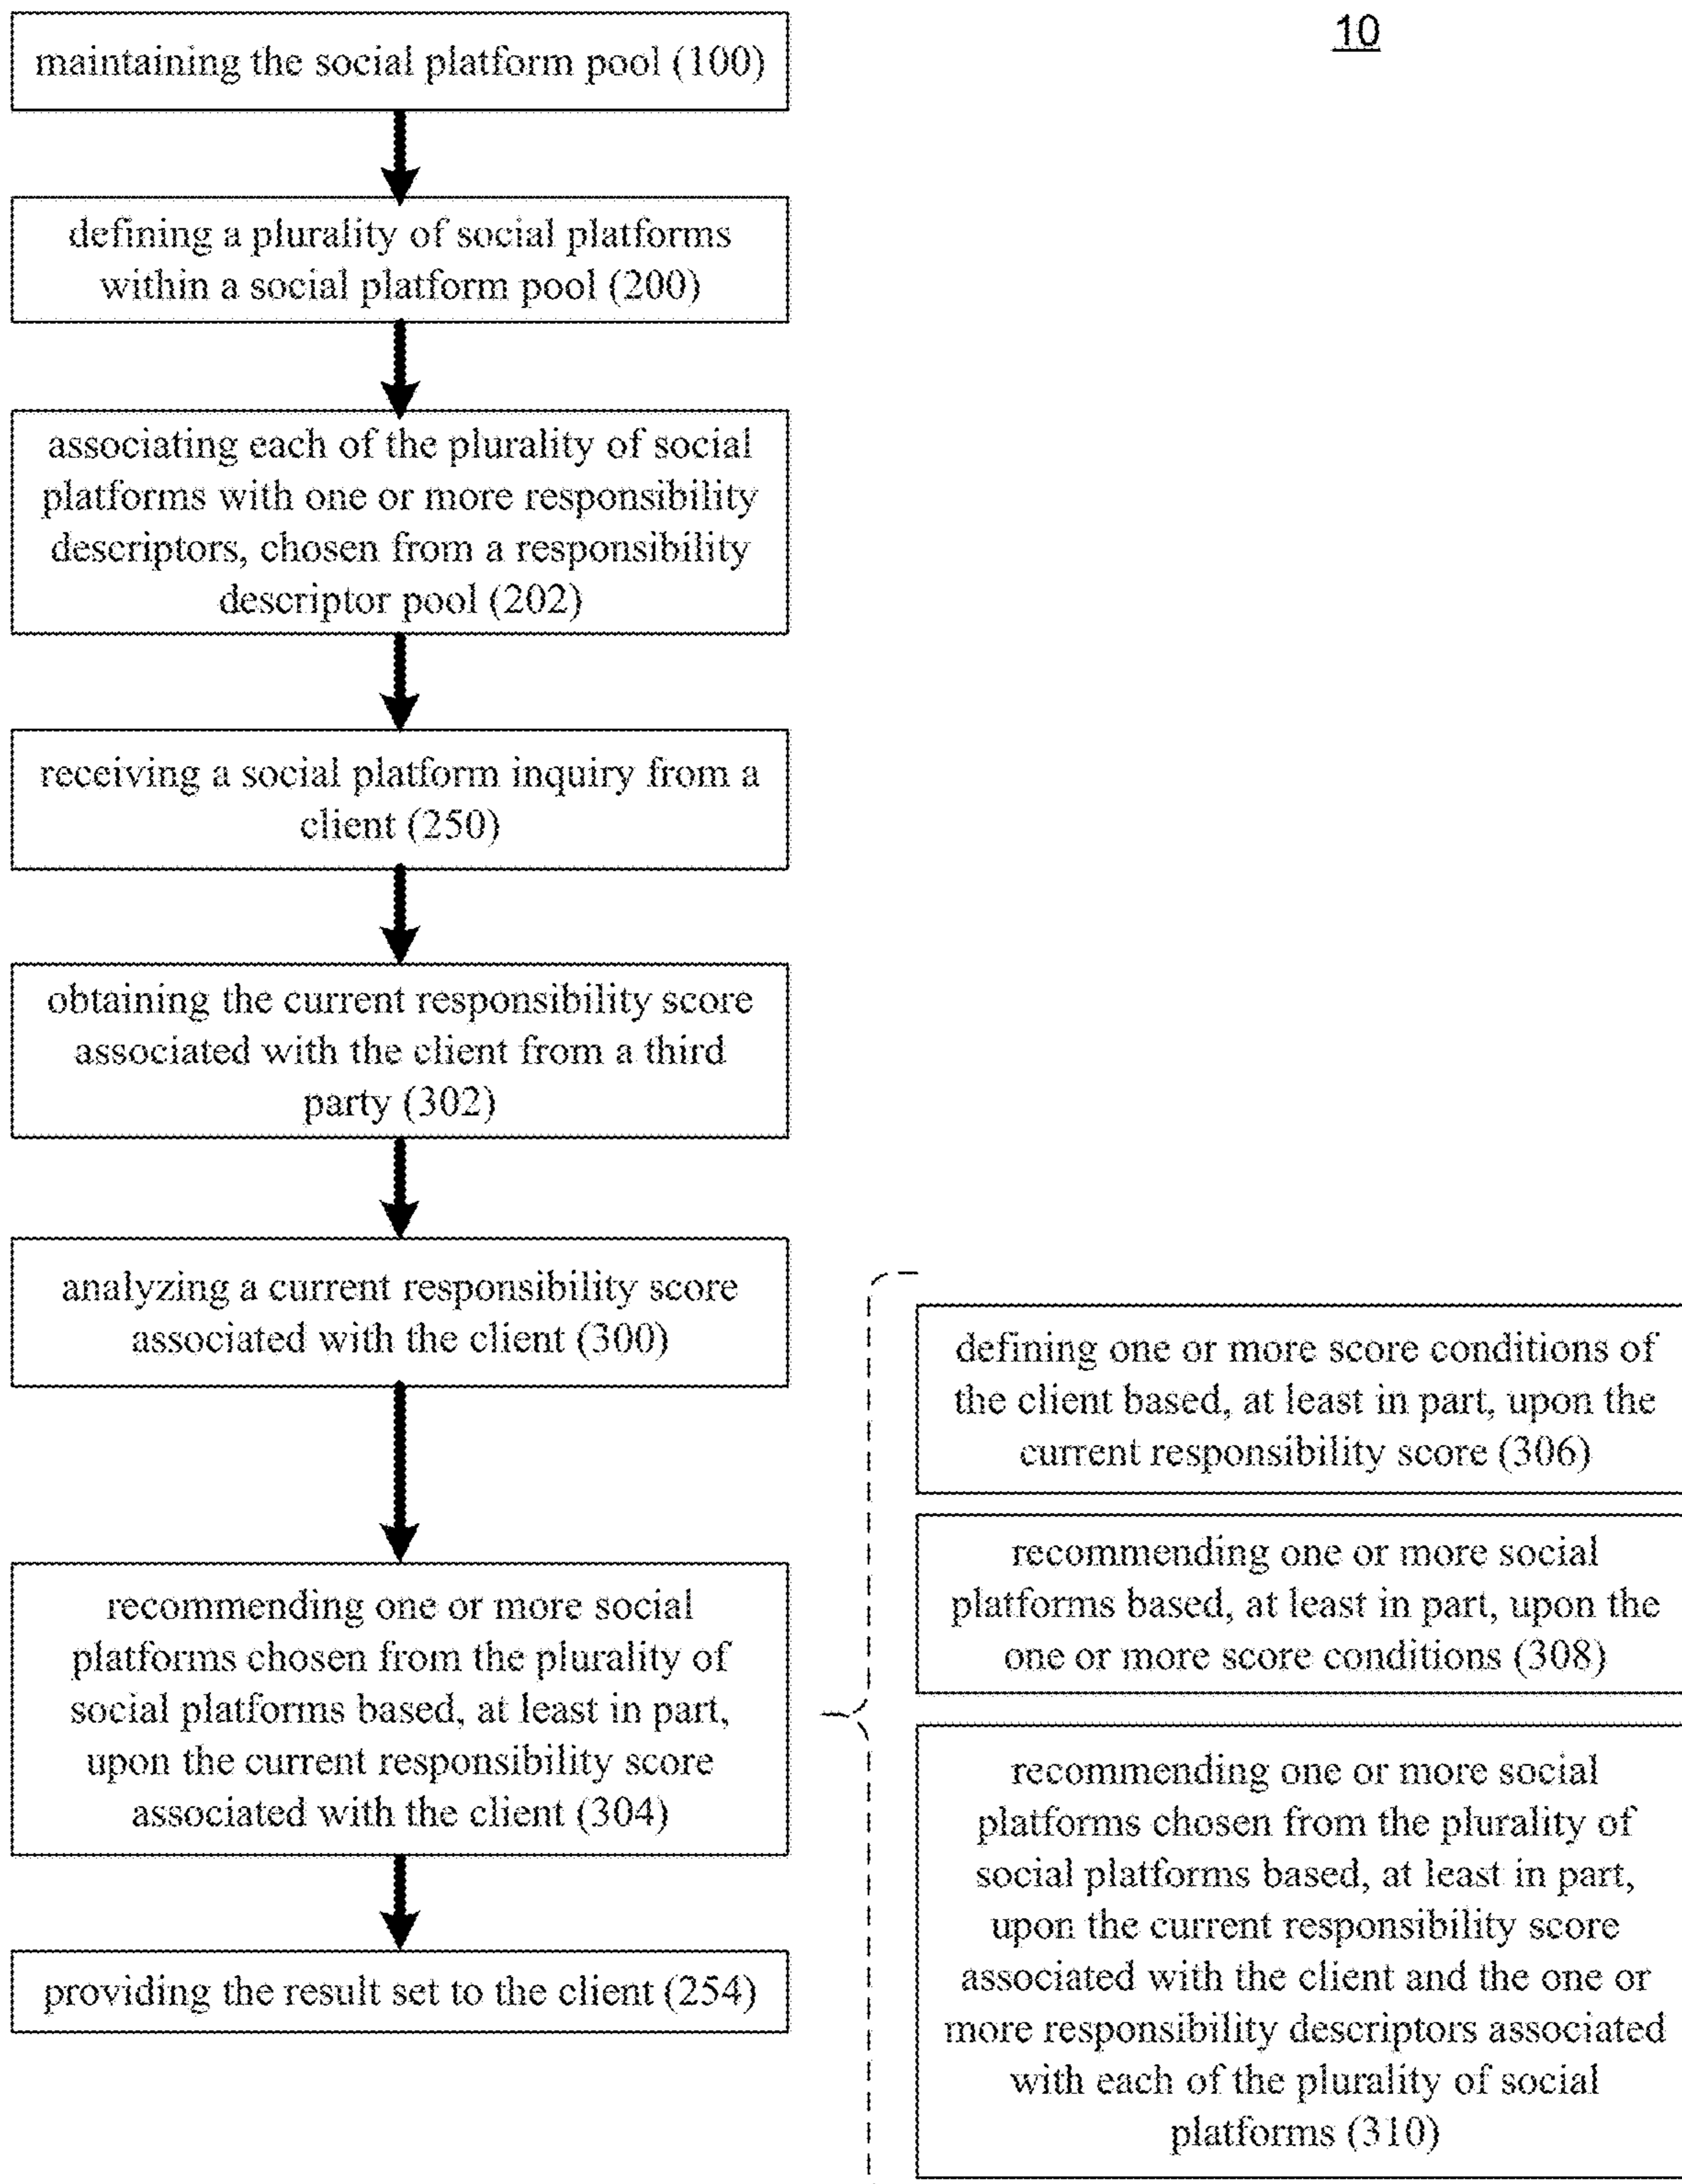 10
maintaining the social platform pool (100)
defining a plurality of social platforms
within a social platform pool (200)
associating each of the plurality of social
platforms with one or more responsibility
descriptors, chosen from a responsibility
descriptor pool (202)
receiving a social platform inquiry from a
client (250)
obtaining the current responsibility score
associated with the client from a third
party (302)
analyzing a current responsibility score
associated with the client (300)
recommending one or more social
platforms chosen from the plurality of
social platforms based, at least in part,
upon the current responsibility score
associated with the client (304)
providing the result set to the client (254)
defining one or more score conditions of
the client based, at least in part, upon the
current responsibility score (306)
recommending one or more social
platforms based, at least in part, upon the
one or more score conditions (308)
recommending one or more social
platforms chosen from the plurality of
social platforms based, at least in part,
upon the current responsibility score
associated with the client and the one or
more responsibility descriptors associated
with each of the plurality of social
platforms (310)